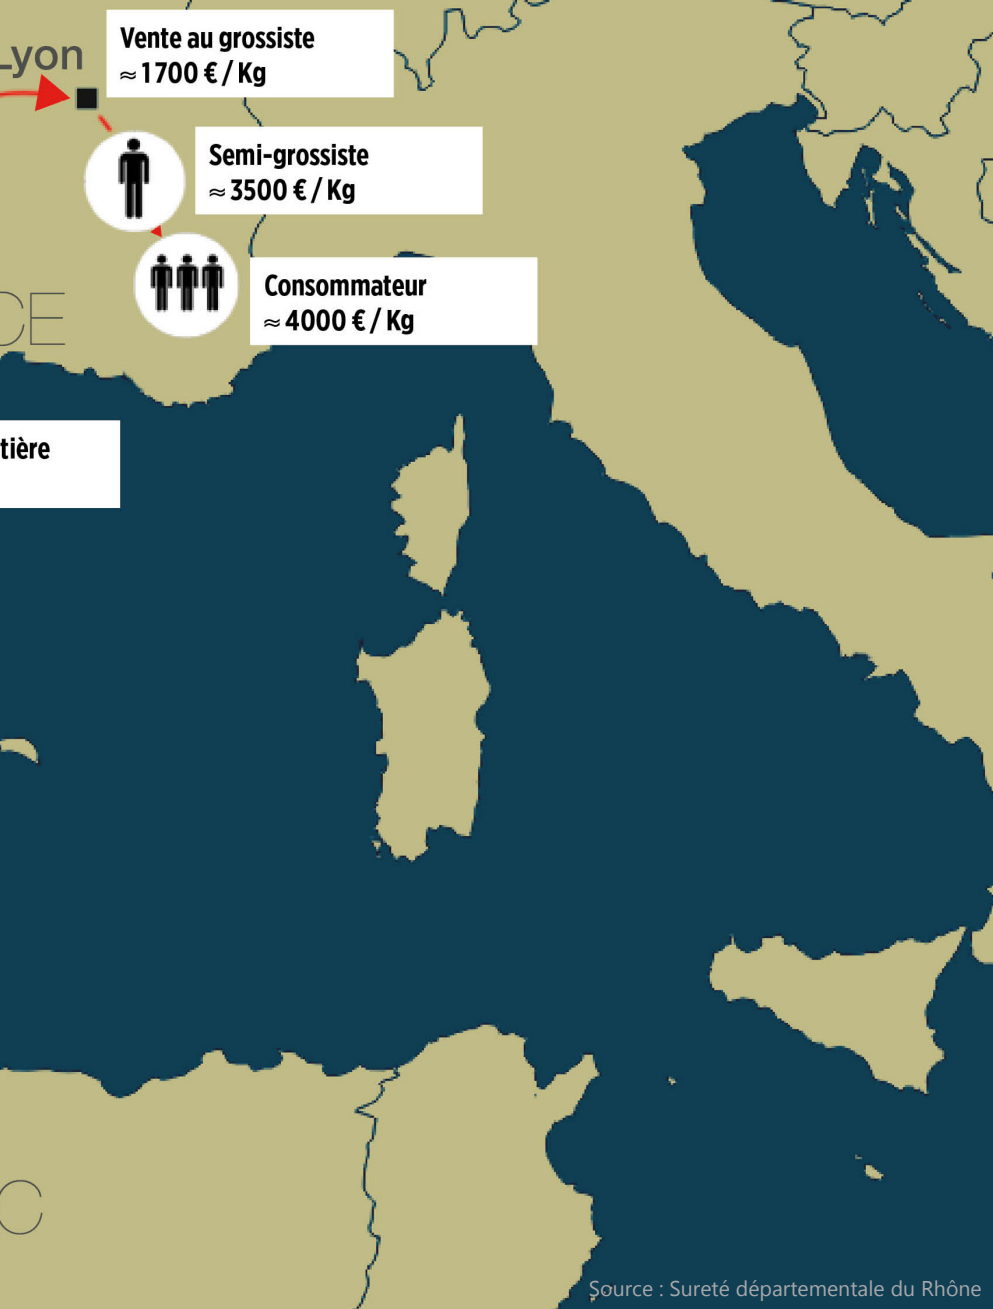 Lyon
Vente au grossiste
≈ 1700 € / Kg
Semi-grossiste
≈ 3500 € / Kg
Consommateur
≈ 4000 € / Kg
CE
tière
C
Source : Sureté départementale du Rhône